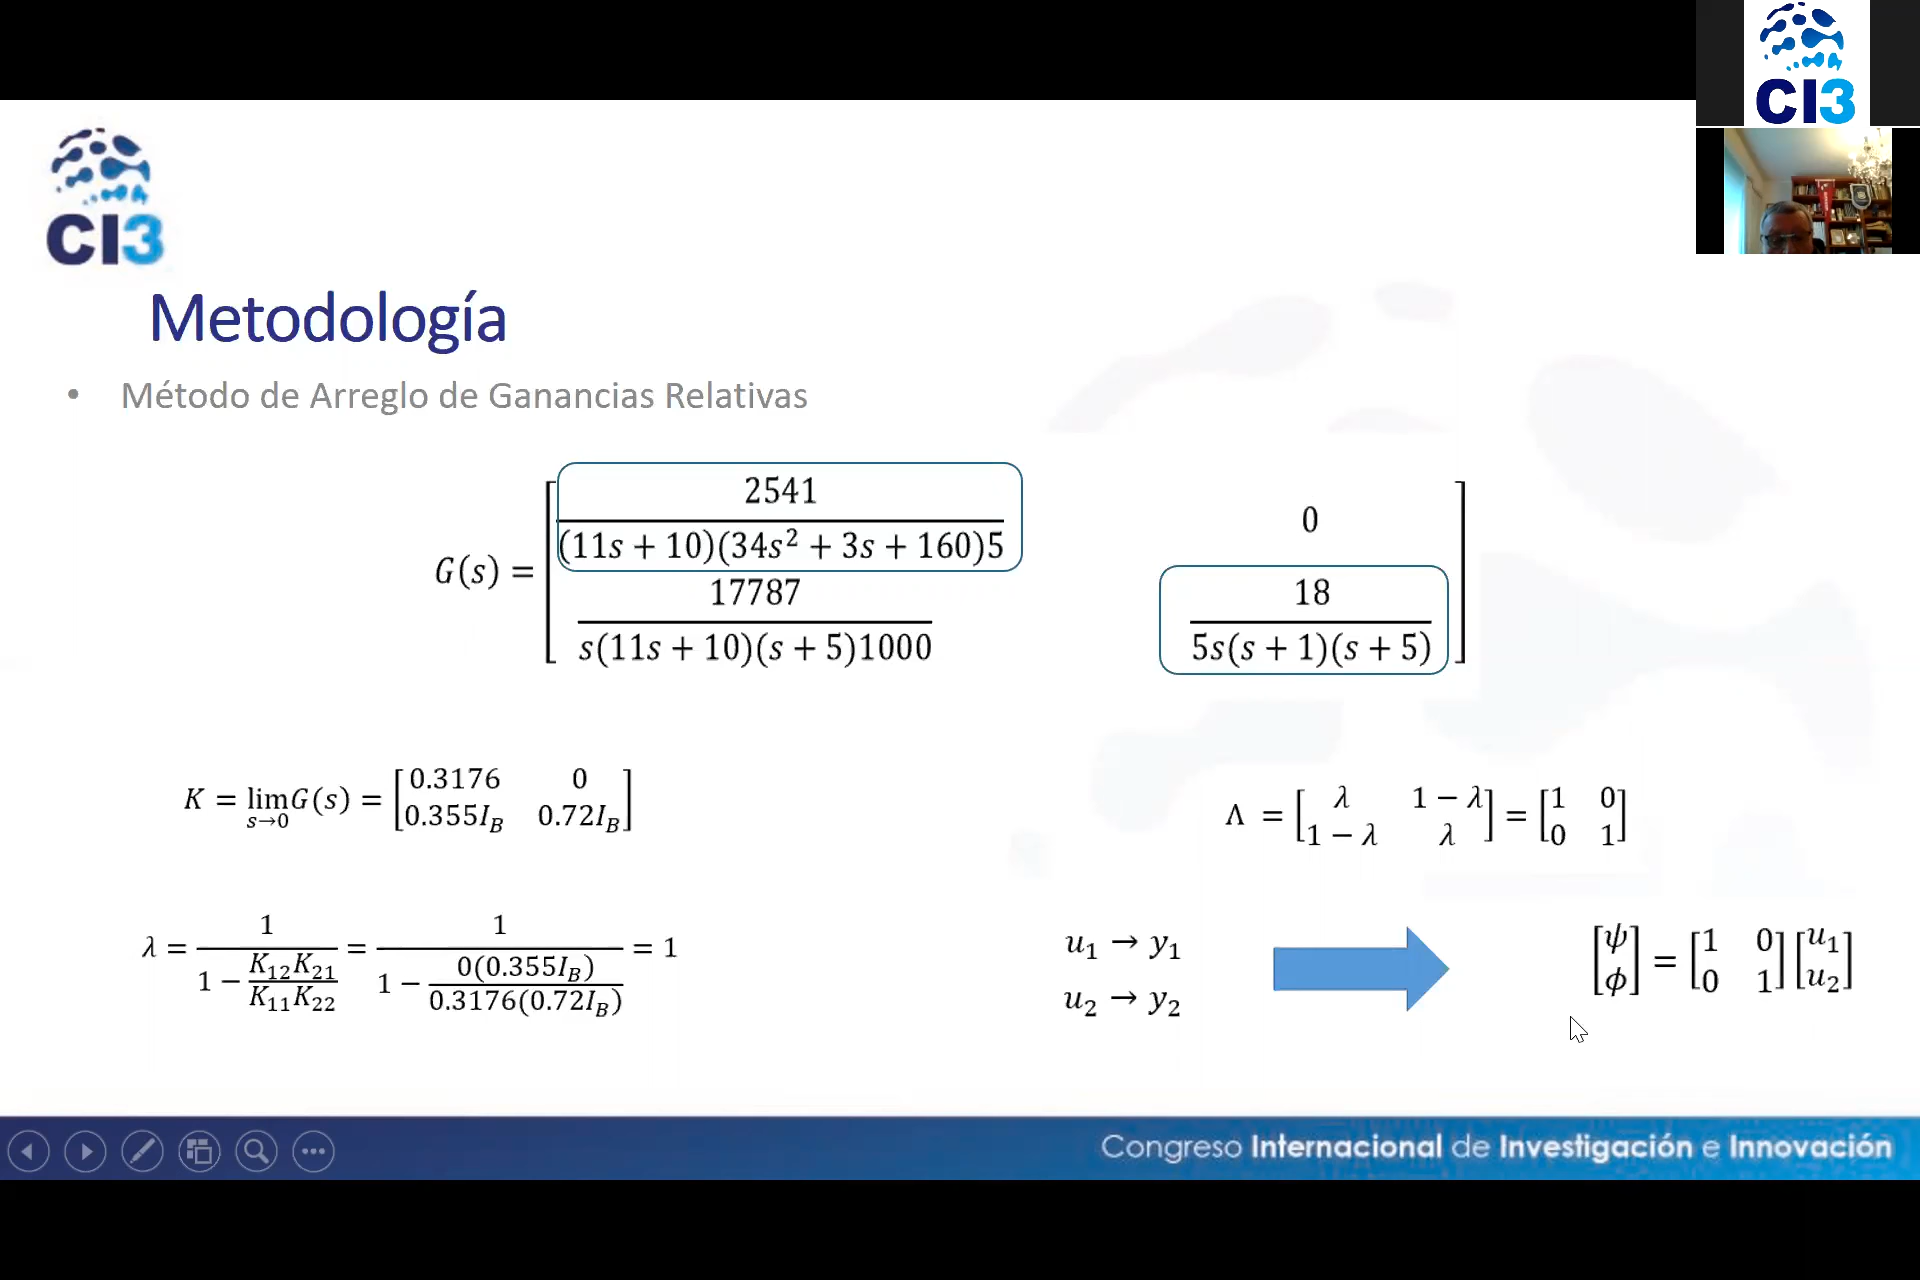 CI3
CI3
Metodología
• Método de Arreglo de Ganancias Relativas
G(s) = [ 2541 / (11s + 10)(34s² + 3s + 160)5   0
17787 / s(11s + 10)(s + 5)1000   18 / 5s(s + 1)(s + 5) ]
K = lim s→0 G(s) = [ 0.3176   0
0.355I_B   0.72I_B ]
Λ = [ λ   1 − λ
1 − λ   λ ] = [ 1   0
0   1 ]
λ = 1 / (1 − K₁₂K₂₁ / K₁₁K₂₂) = 1 / (1 − 0(0.355I_B) / 0.3176(0.72I_B)) = 1
u₁ → y₁
u₂ → y₂
[ψ ϕ] = [1 0 0 1] [u₁ u₂]
Congreso Internacional de Investigación e Innovación